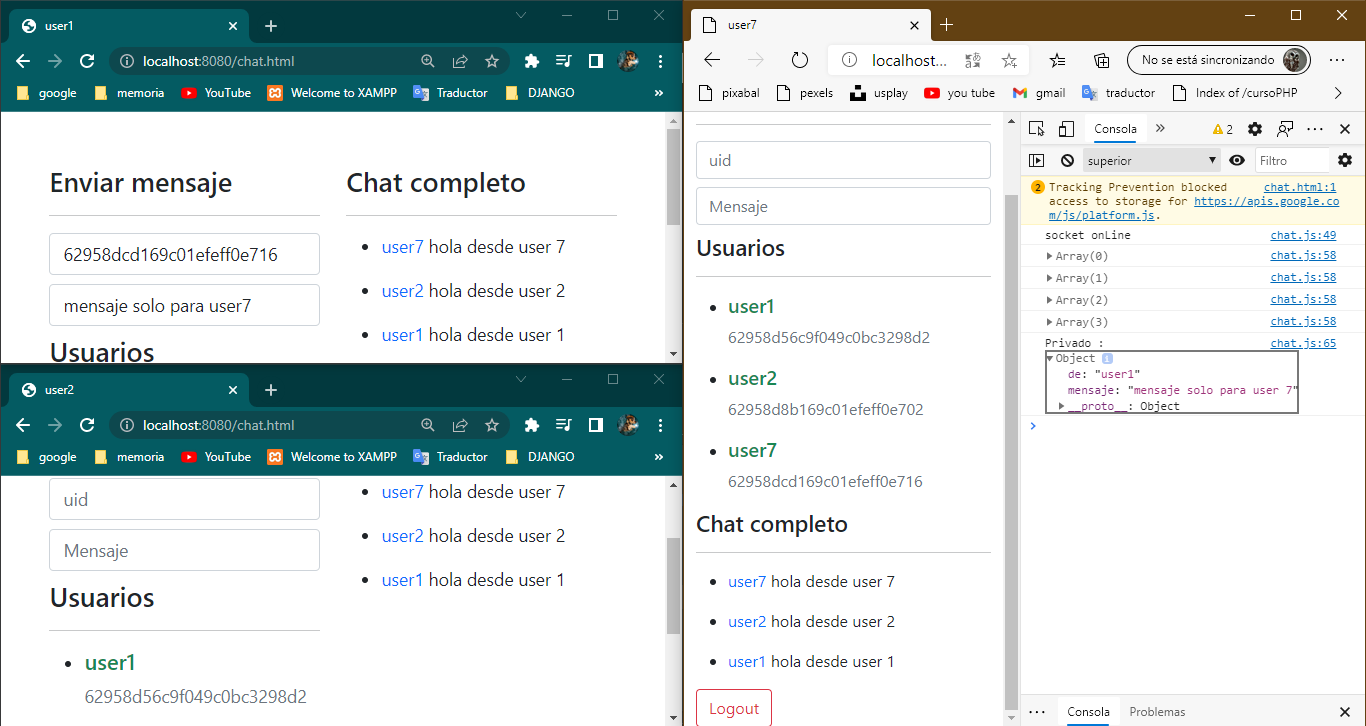 user1
localhost:8080/chat.html
google memoria YouTube Welcome to XAMPP Traductor DJANGO »
Enviar mensaje
62958dcd169c01efeff0e716
mensaje solo para user7
Usuarios
Chat completo
user7 hola desde user 7
user2 hola desde user 2
user1 hola desde user 1
user2
localhost:8080/chat.html
google memoria YouTube Welcome to XAMPP Traductor DJANGO »
uid
Mensaje
Usuarios
user1
62958d56c9f049c0bc3298d2
user7 hola desde user 7
user2 hola desde user 2
user1 hola desde user 1
user7
localhost... No se está sincronizando
pixabal pexels usplay you tube gmail traductor Index of /cursoPHP
uid
Mensaje
Usuarios
user1
62958d56c9f049c0bc3298d2
user2
62958d8b169c01efeff0e702
user7
62958dcd169c01efeff0e716
Chat completo
user7 hola desde user 7
user2 hola desde user 2
user1 hola desde user 1
Logout
Consola » 2
superior Filtro
2 Tracking Prevention blocked chat.html:1
access to storage for https://apis.google.co
m/js/platform.js.
socket onLine chat.js:49
Array(0) chat.js:58
Array(1) chat.js:58
Array(2) chat.js:58
Array(3) chat.js:58
Privado : chat.js:65
Object i
de: "user1"
mensaje: "mensaje solo para user 7"
__proto__: Object
Consola Problemas